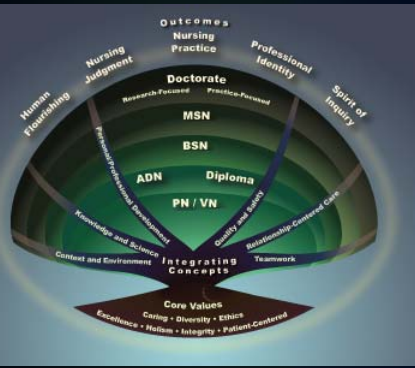 Outcomes
Nursing
Practice
Nursing
Judgment
Professional
Identity
Human
Flourishing
Spirit of
Inquiry
Doctorate
Research-Focused Practice-Focused
MSN
BSN
ADN Diploma
PN / VN
Personal/Professional Development
Quality and Safety
Knowledge and Science
Relationship-Centered Care
Context and Environment
Teamwork
Integrating
Concepts
Core Values
Caring • Diversity • Ethics
Excellence • Holism • Integrity • Patient-Centered